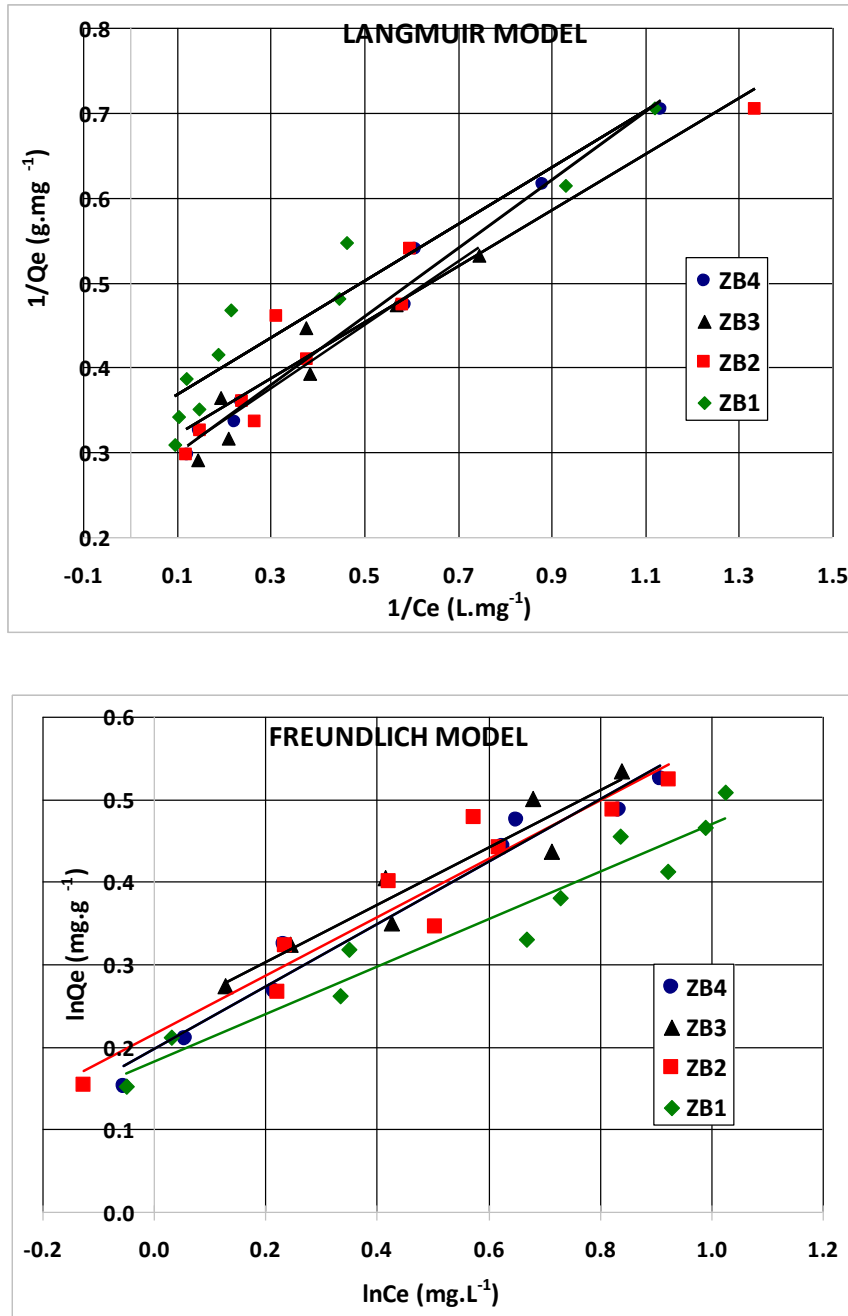 LANGMUIR MODEL
0.8
0.7
0.6
0.5
0.4
0.3
0.2
1/Qe (g.mg ⁻¹)
ZB4
ZB3
ZB2
ZB1
-0.1 0.1 0.3 0.5 0.7 0.9 1.1 1.3 1.5
1/Ce (L.mg⁻¹)
FREUNDLICH MODEL
0.6
0.5
0.4
0.3
0.2
0.1
0.0
lnQe (mg.g ⁻¹)
ZB4
ZB3
ZB2
ZB1
-0.2 0.0 0.2 0.4 0.6 0.8 1.0 1.2
lnCe (mg.L⁻¹)